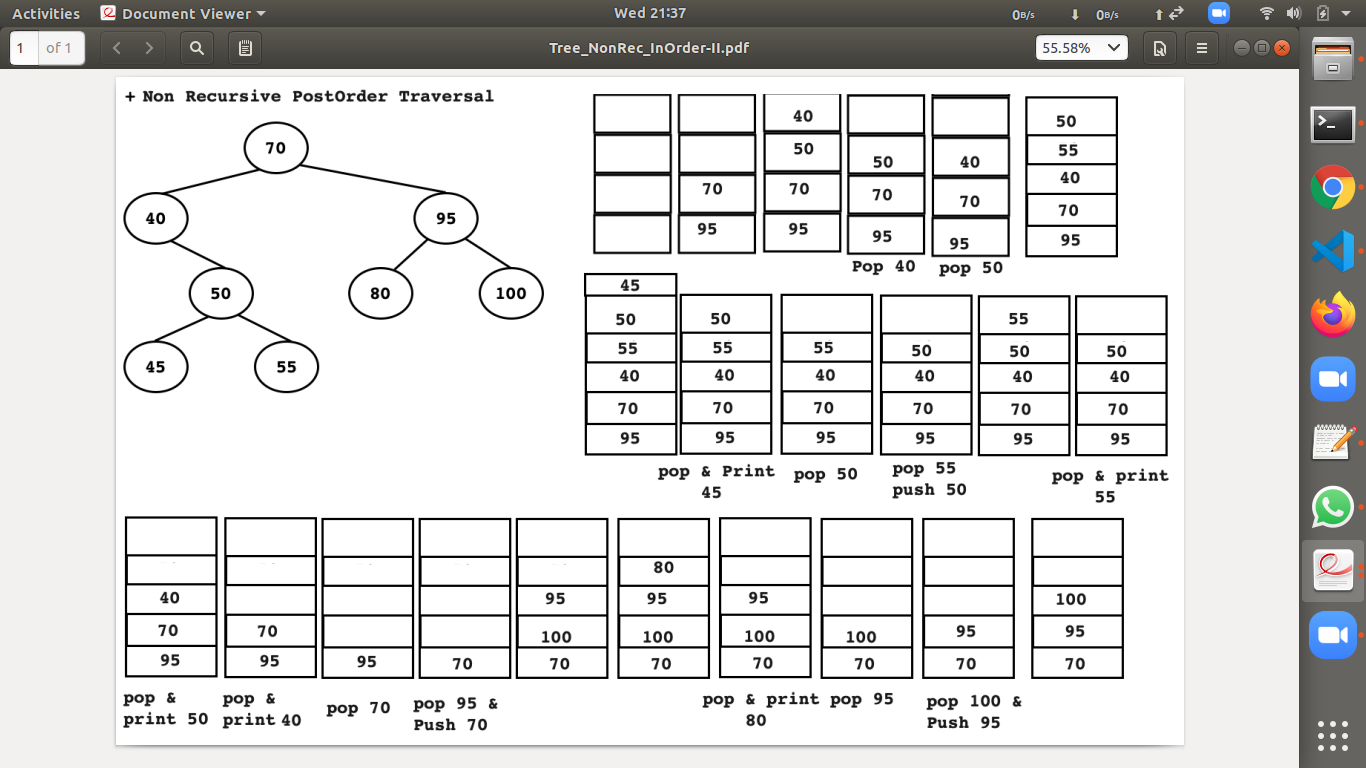 Activities Document Viewer Wed 21:37 0B/s 0B/s
1 of 1 Tree_NonRec_InOrder-II.pdf 55.58%
+ Non Recursive PostOrder Traversal
70
40 95
50 80 100
45 55
40 50
50 50 40 55
70 70 70 70 40
95 95 95 95 70
95
Pop 40 pop 50
45
50 50 55
55 55 55 50 50 50
40 40 40 40 40 40
70 70 70 70 70 70
95 95 95 95 95 95
pop & Print
45
pop 50
pop 55
push 50
pop & print
55
80
40 95 95 95 100
70 70 100 100 100 100 95 95
95 95 95 70 70 70 70 70 70 70
pop &
print 50
pop &
print 40
pop 70
pop 95 &
Push 70
pop & print
80
pop 95
pop 100 &
Push 95